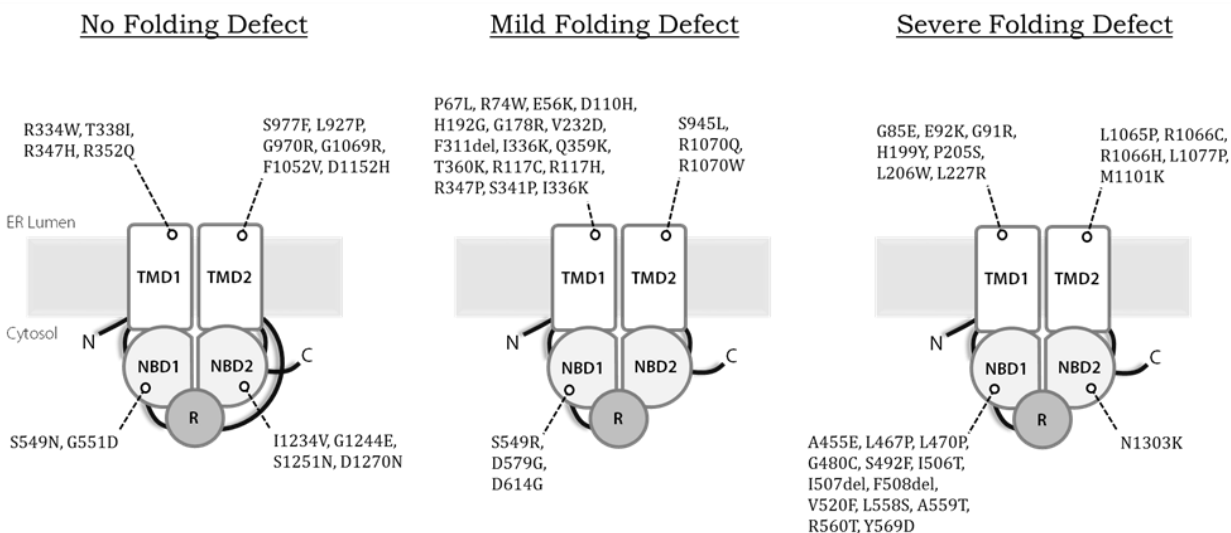 No Folding Defect
R334W, T338I,
R347H, R352Q
S977F, L927P,
G970R, G1069R,
F1052V, D1152H
ER Lumen
TMD1
TMD2
Cytosol
N
C
NBD1
NBD2
R
S549N, G551D
I1234V, G1244E,
S1251N, D1270N
Mild Folding Defect
P67L, R74W, E56K, D110H,
H192G, G178R, V232D,
F311del, I336K, Q359K,
T360K, R117C, R117H,
R347P, S341P, I336K
S945L,
R1070Q,
R1070W
TMD1
TMD2
N
C
NBD1
NBD2
R
S549R,
D579G,
D614G
Severe Folding Defect
G85E, E92K, G91R,
H199Y, P205S,
L206W, L227R
L1065P, R1066C,
R1066H, L1077P,
M1101K
TMD1
TMD2
N
C
NBD1
NBD2
R
A455E, L467P, L470P,
G480C, S492F, I506T,
I507del, F508del,
V520F, L558S, A559T,
R560T, Y569D
N1303K